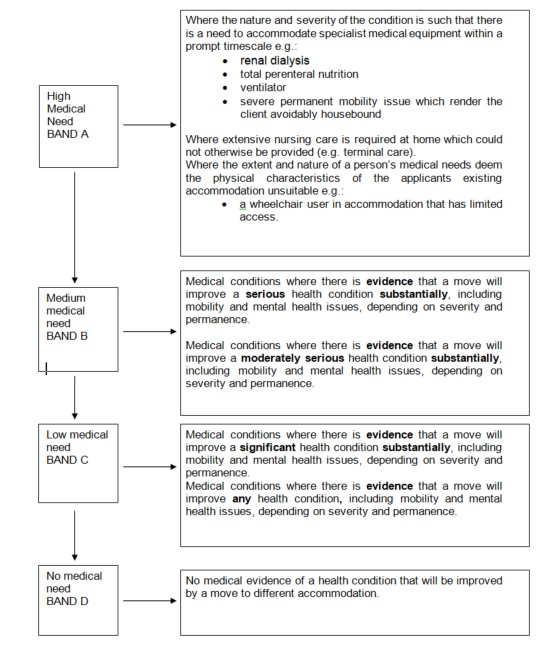 High
Medical
Need
BAND A
Where the nature and severity of the condition is such that there
is a need to accommodate specialist medical equipment within a
prompt timescale e.g.:
• renal dialysis
• total perenteral nutrition
• ventilator
• severe permanent mobility issue which render the
client avoidably housebound
Where extensive nursing care is required at home which could
not otherwise be provided (e.g. terminal care).
Where the extent and nature of a person's medical needs deem
the physical characteristics of the applicants existing
accommodation unsuitable e.g.:
• a wheelchair user in accommodation that has limited
access.
Medium
medical
need
BAND B
Medical conditions where there is evidence that a move will
improve a serious health condition substantially, including
mobility and mental health issues, depending on severity and
permanence.
Medical conditions where there is evidence that a move will
improve a moderately serious health condition substantially,
including mobility and mental health issues, depending on
severity and permanence.
Low medical
need
BAND C
Medical conditions where there is evidence that a move will
improve a significant health condition substantially, including
mobility and mental health issues, depending on severity and
permanence.
Medical conditions where there is evidence that a move will
improve any health condition, including mobility and mental
health issues, depending on severity and permanence.
No medical
need
BAND D
No medical evidence of a health condition that will be improved
by a move to different accommodation.